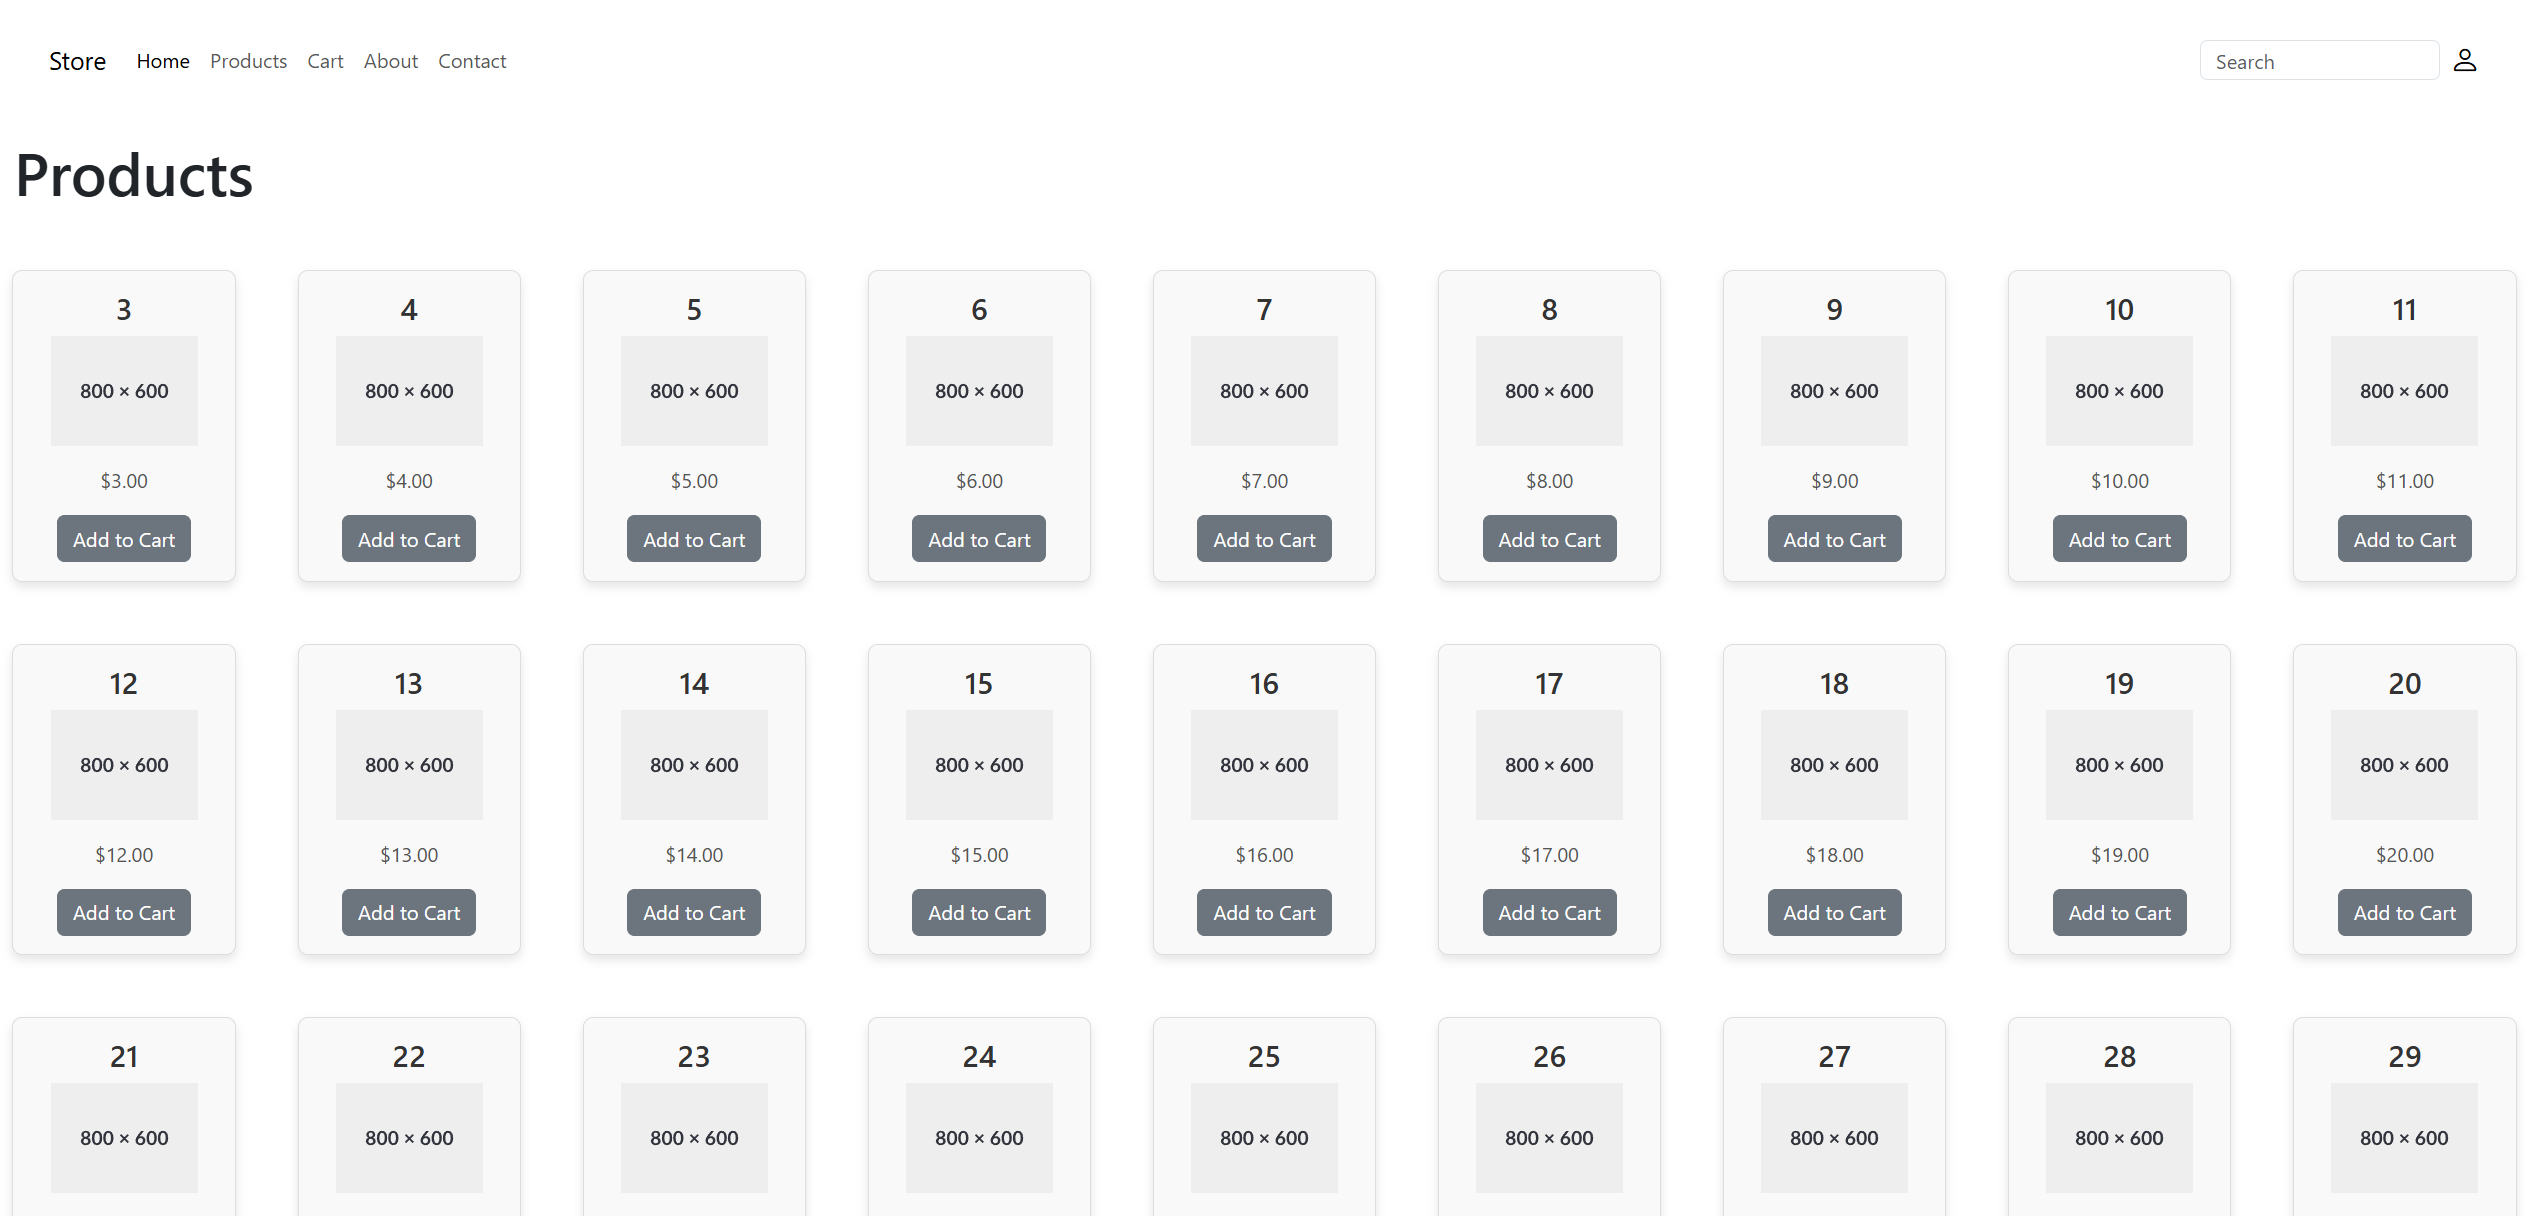 Store Home Products Cart About Contact Search
Products
3 4 5 6 7 8 9 10 11
800 × 600 800 × 600 800 × 600 800 × 600 800 × 600 800 × 600 800 × 600 800 × 600 800 × 600
$3.00 $4.00 $5.00 $6.00 $7.00 $8.00 $9.00 $10.00 $11.00
Add to Cart Add to Cart Add to Cart Add to Cart Add to Cart Add to Cart Add to Cart Add to Cart Add to Cart
12 13 14 15 16 17 18 19 20
800 × 600 800 × 600 800 × 600 800 × 600 800 × 600 800 × 600 800 × 600 800 × 600 800 × 600
$12.00 $13.00 $14.00 $15.00 $16.00 $17.00 $18.00 $19.00 $20.00
Add to Cart Add to Cart Add to Cart Add to Cart Add to Cart Add to Cart Add to Cart Add to Cart Add to Cart
21 22 23 24 25 26 27 28 29
800 × 600 800 × 600 800 × 600 800 × 600 800 × 600 800 × 600 800 × 600 800 × 600 800 × 600